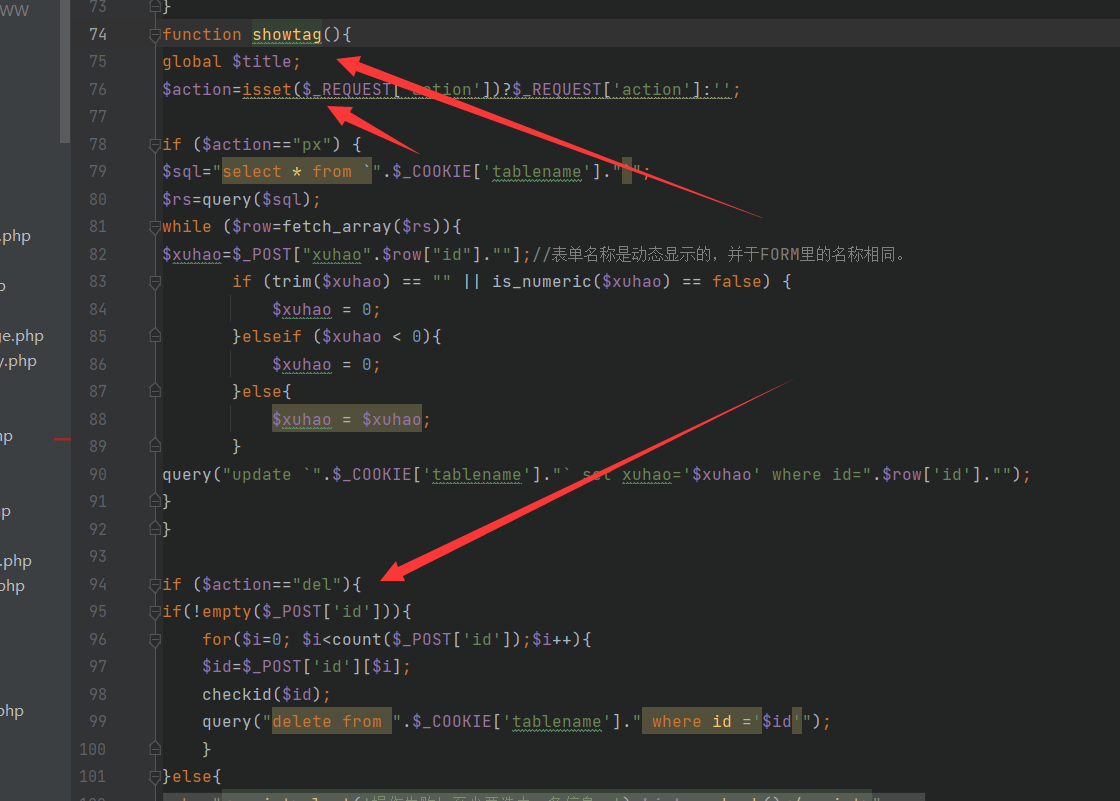 WW
.php
p
ge.php
y.php
hp
p
.php
php
php
73 }
74 function showtag(){
75 global $title;
76 $action=isset($_REQUEST['action'])?$_REQUEST['action']:'';
77
78 if ($action=="px") {
79 $sql="select * from `".$_COOKIE['tablename']."`";
80 $rs=query($sql);
81 while ($row=fetch_array($rs)){
82 $xuhao=$_POST["xuhao".$row["id"].""];//表单名称是动态显示的，并于FORM里的名称相同。
83 if (trim($xuhao) == "" || is_numeric($xuhao) == false) {
84 $xuhao = 0;
85 }elseif ($xuhao < 0){
86 $xuhao = 0;
87 }else{
88 $xuhao = $xuhao;
89 }
90 query("update `".$_COOKIE['tablename']."` set xuhao='$xuhao' where id=".$row['id']."");
91 }
92 }
93
94 if ($action=="del"){
95 if(!empty($_POST['id'])){
96 for($i=0; $i<count($_POST['id']);$i++){
97 $id=$_POST['id'][$i];
98 checkid($id);
99 query("delete from ".$_COOKIE['tablename']." where id ='$id'");
100 }
101 }else{